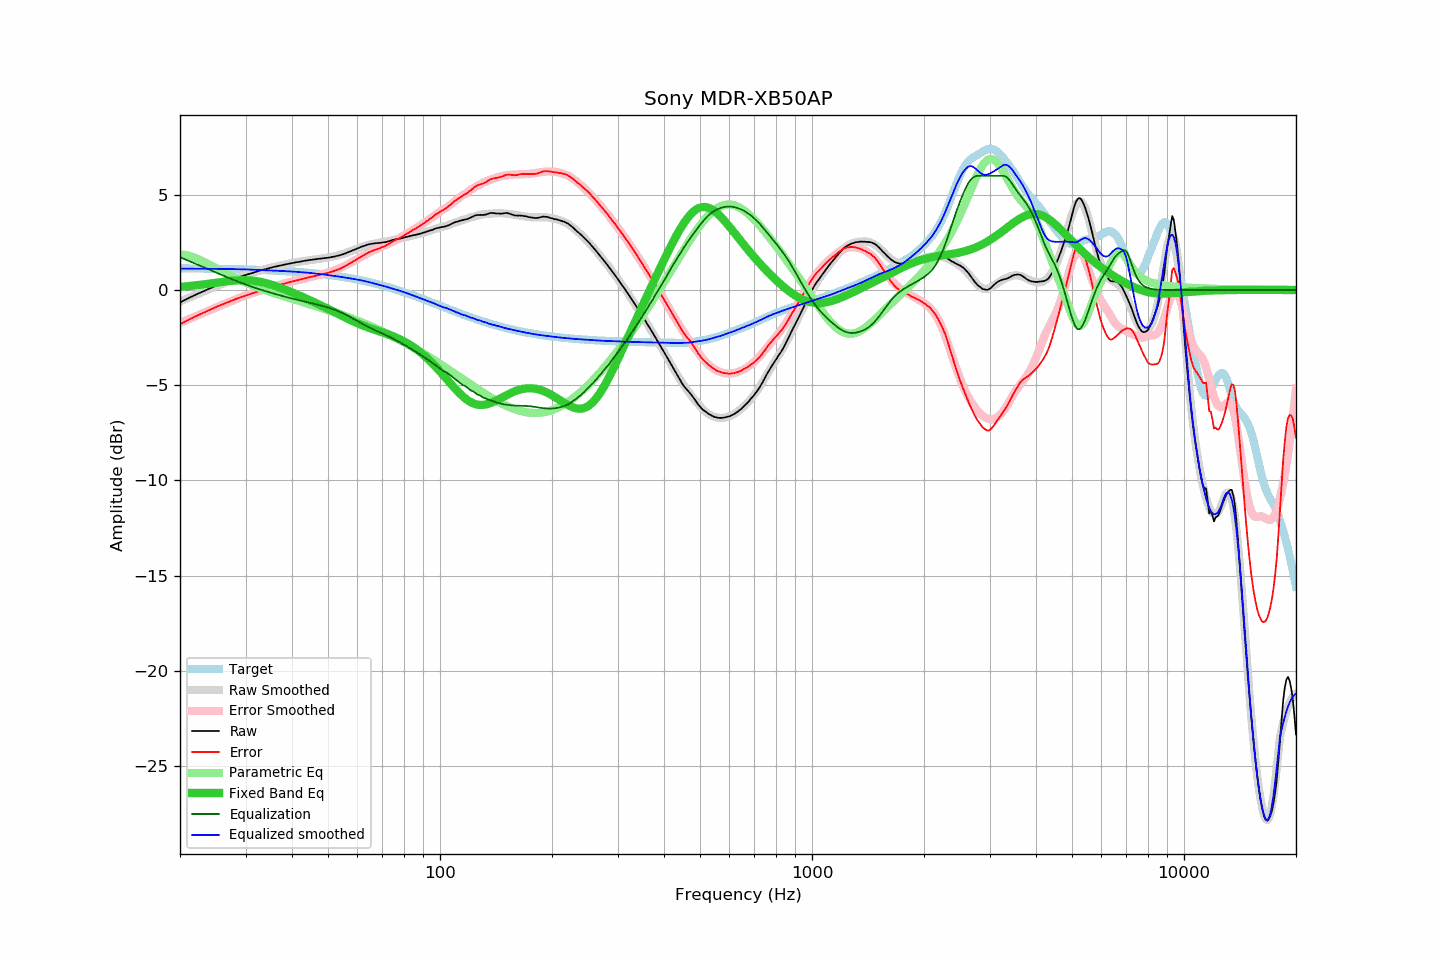 Sony MDR-XB50AP
5
0
−5
−10
−15
−20
−25
Amplitude (dBr)
Target
Raw Smoothed
Error Smoothed
Raw
Error
Parametric Eq
Fixed Band Eq
Equalization
Equalized smoothed
100
1000
10000
Frequency (Hz)